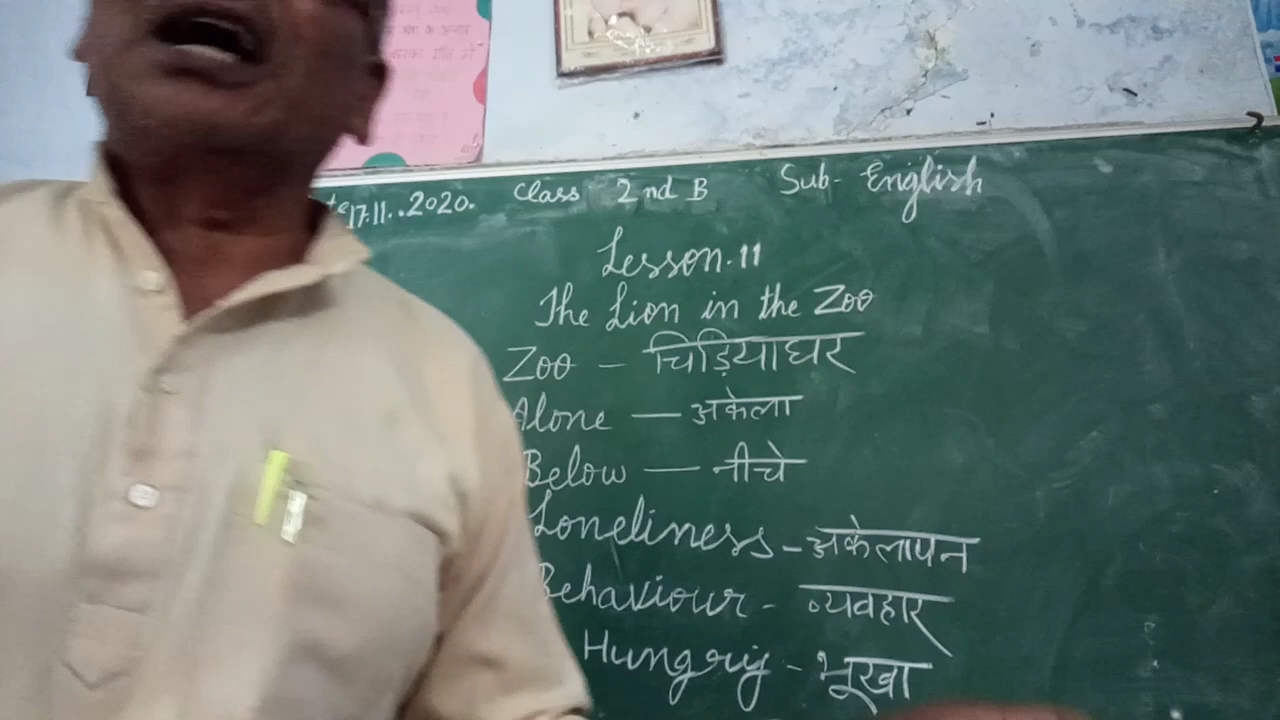 17.11..2020. Class 2nd B Sub- English
Lesson.11
The Lion in the Zoo
Zoo — चिड़ियाघर
Alone — अकेला
Below — नीचे
Loneliness - अकेलापन
Behaviour - व्यवहार
Hungry - भूखा